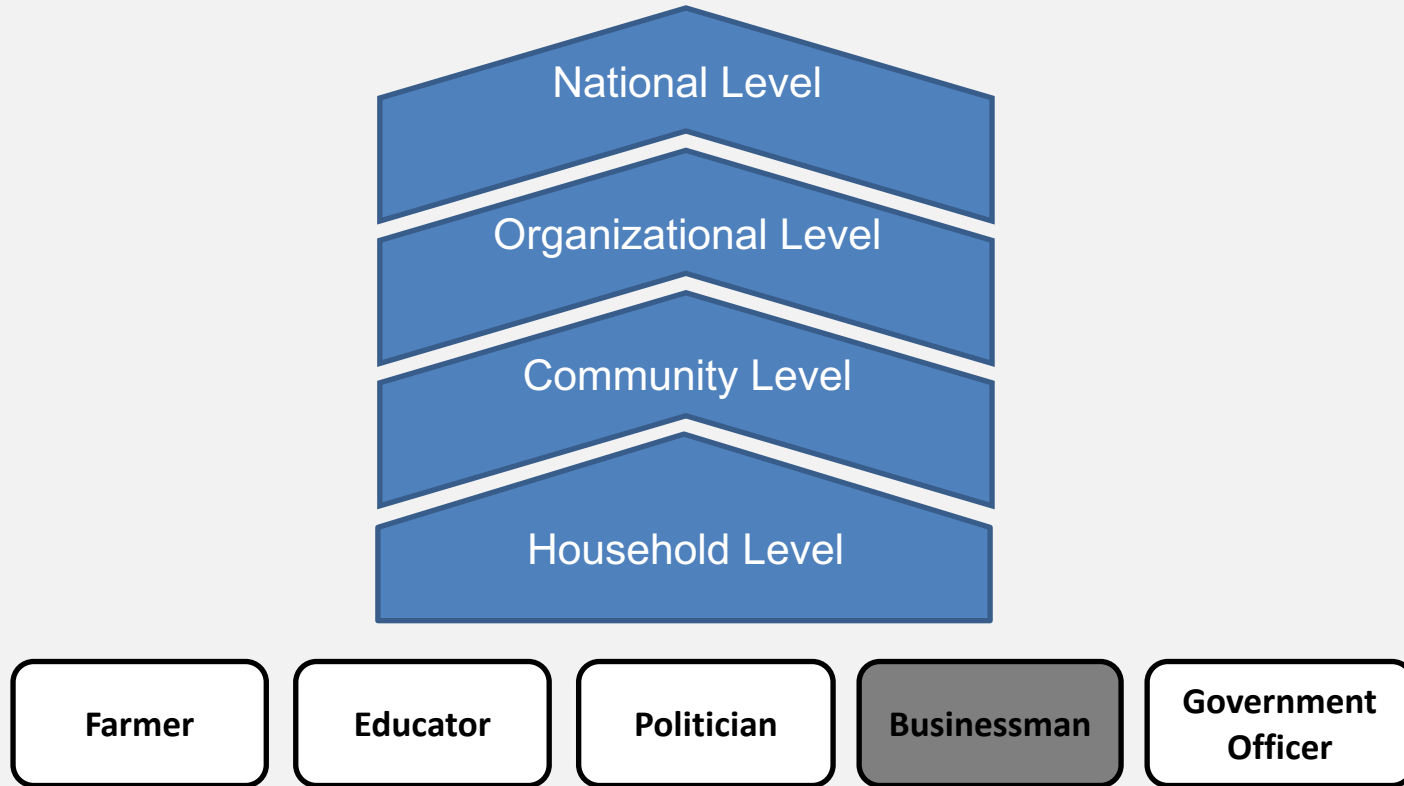 National Level
Organizational Level
Community Level
Household Level
Farmer
Educator
Politician
Businessman
Government
Officer